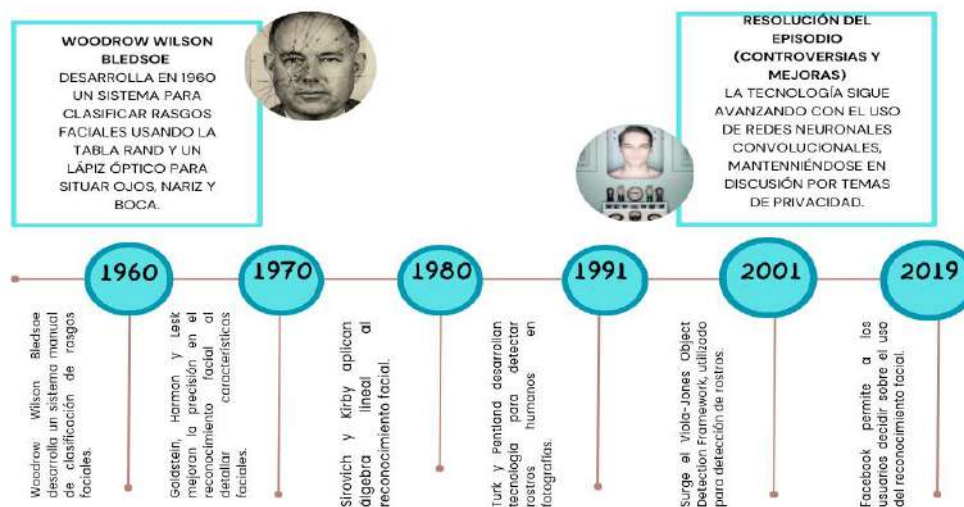 WOODROW WILSON
BLEDSOE
DESARROLLA EN 1960
UN SISTEMA PARA
CLASIFICAR RASGOS
FACIALES USANDO LA
TABLA RAND Y UN
LÁPIZ ÓPTICO PARA
SITUAR OJOS, NARIZ Y
BOCA.
RESOLUCIÓN DEL
EPISODIO
(CONTROVERSIAS Y
MEJORAS)
LA TECNOLOGÍA SIGUE
AVANZANDO CON EL USO
DE REDES NEURONALES
CONVOLUCIONALES,
MANTENNIÉNDOSE EN
DISCUSIÓN POR TEMAS
DE PRIVACIDAD.
1960
1970
1980
1991
2001
2019
Woodrow Wilson Bledsoe
desarrolla un sistema manual
de clasificación de rasgos
faciales.
Goldstein, Harmon y Lesk
mejoran la precisión en el
reconocimiento facial al
detallar características
faciales.
Sirovich y Kirby aplican
álgebra lineal al
reconocimiento facial.
Turk y Pentland desarrollan
tecnología para detectar
rostros humanos en
fotografías.
Surge el Viola-Jones Object
Detection Framework, utilizado
para detección de rostros.
Facebook permite a los
usuarios decidir sobre el uso
del reconocimiento facial.